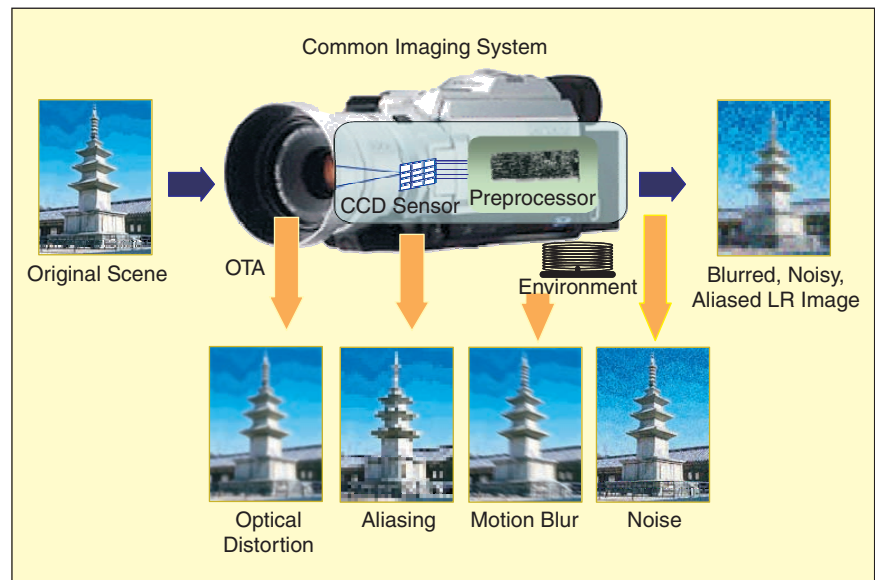 Common Imaging System
CCD Sensor
Preprocessor
Original Scene
OTA
Environment
Blurred, Noisy,
Aliased LR Image
Optical
Distortion
Aliasing
Motion Blur
Noise